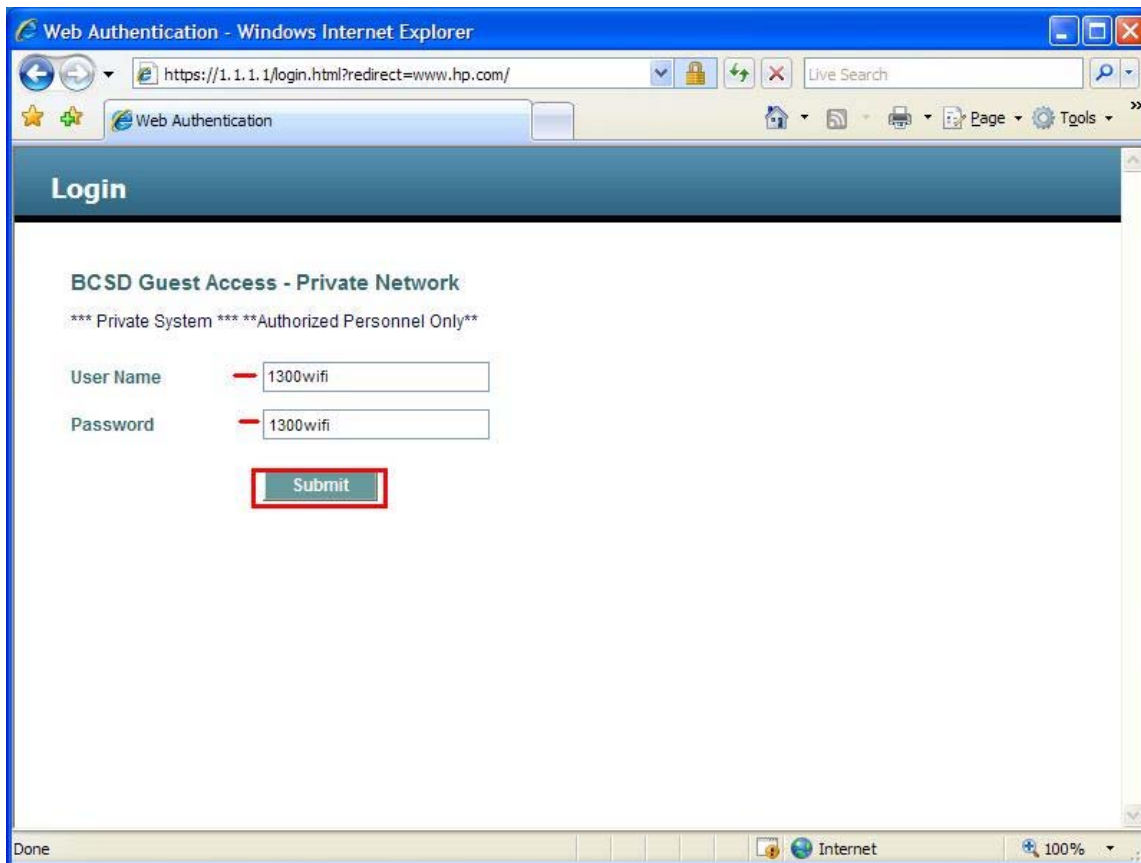 Web Authentication - Windows Internet Explorer
https://1.1.1.1/login.html?redirect=www.hp.com/ Live Search
Web Authentication Page Tools »
Login
BCSD Guest Access - Private Network
*** Private System *** **Authorized Personnel Only**
User Name 1300wifi
Password 1300wifi
Submit
Done Internet 100%